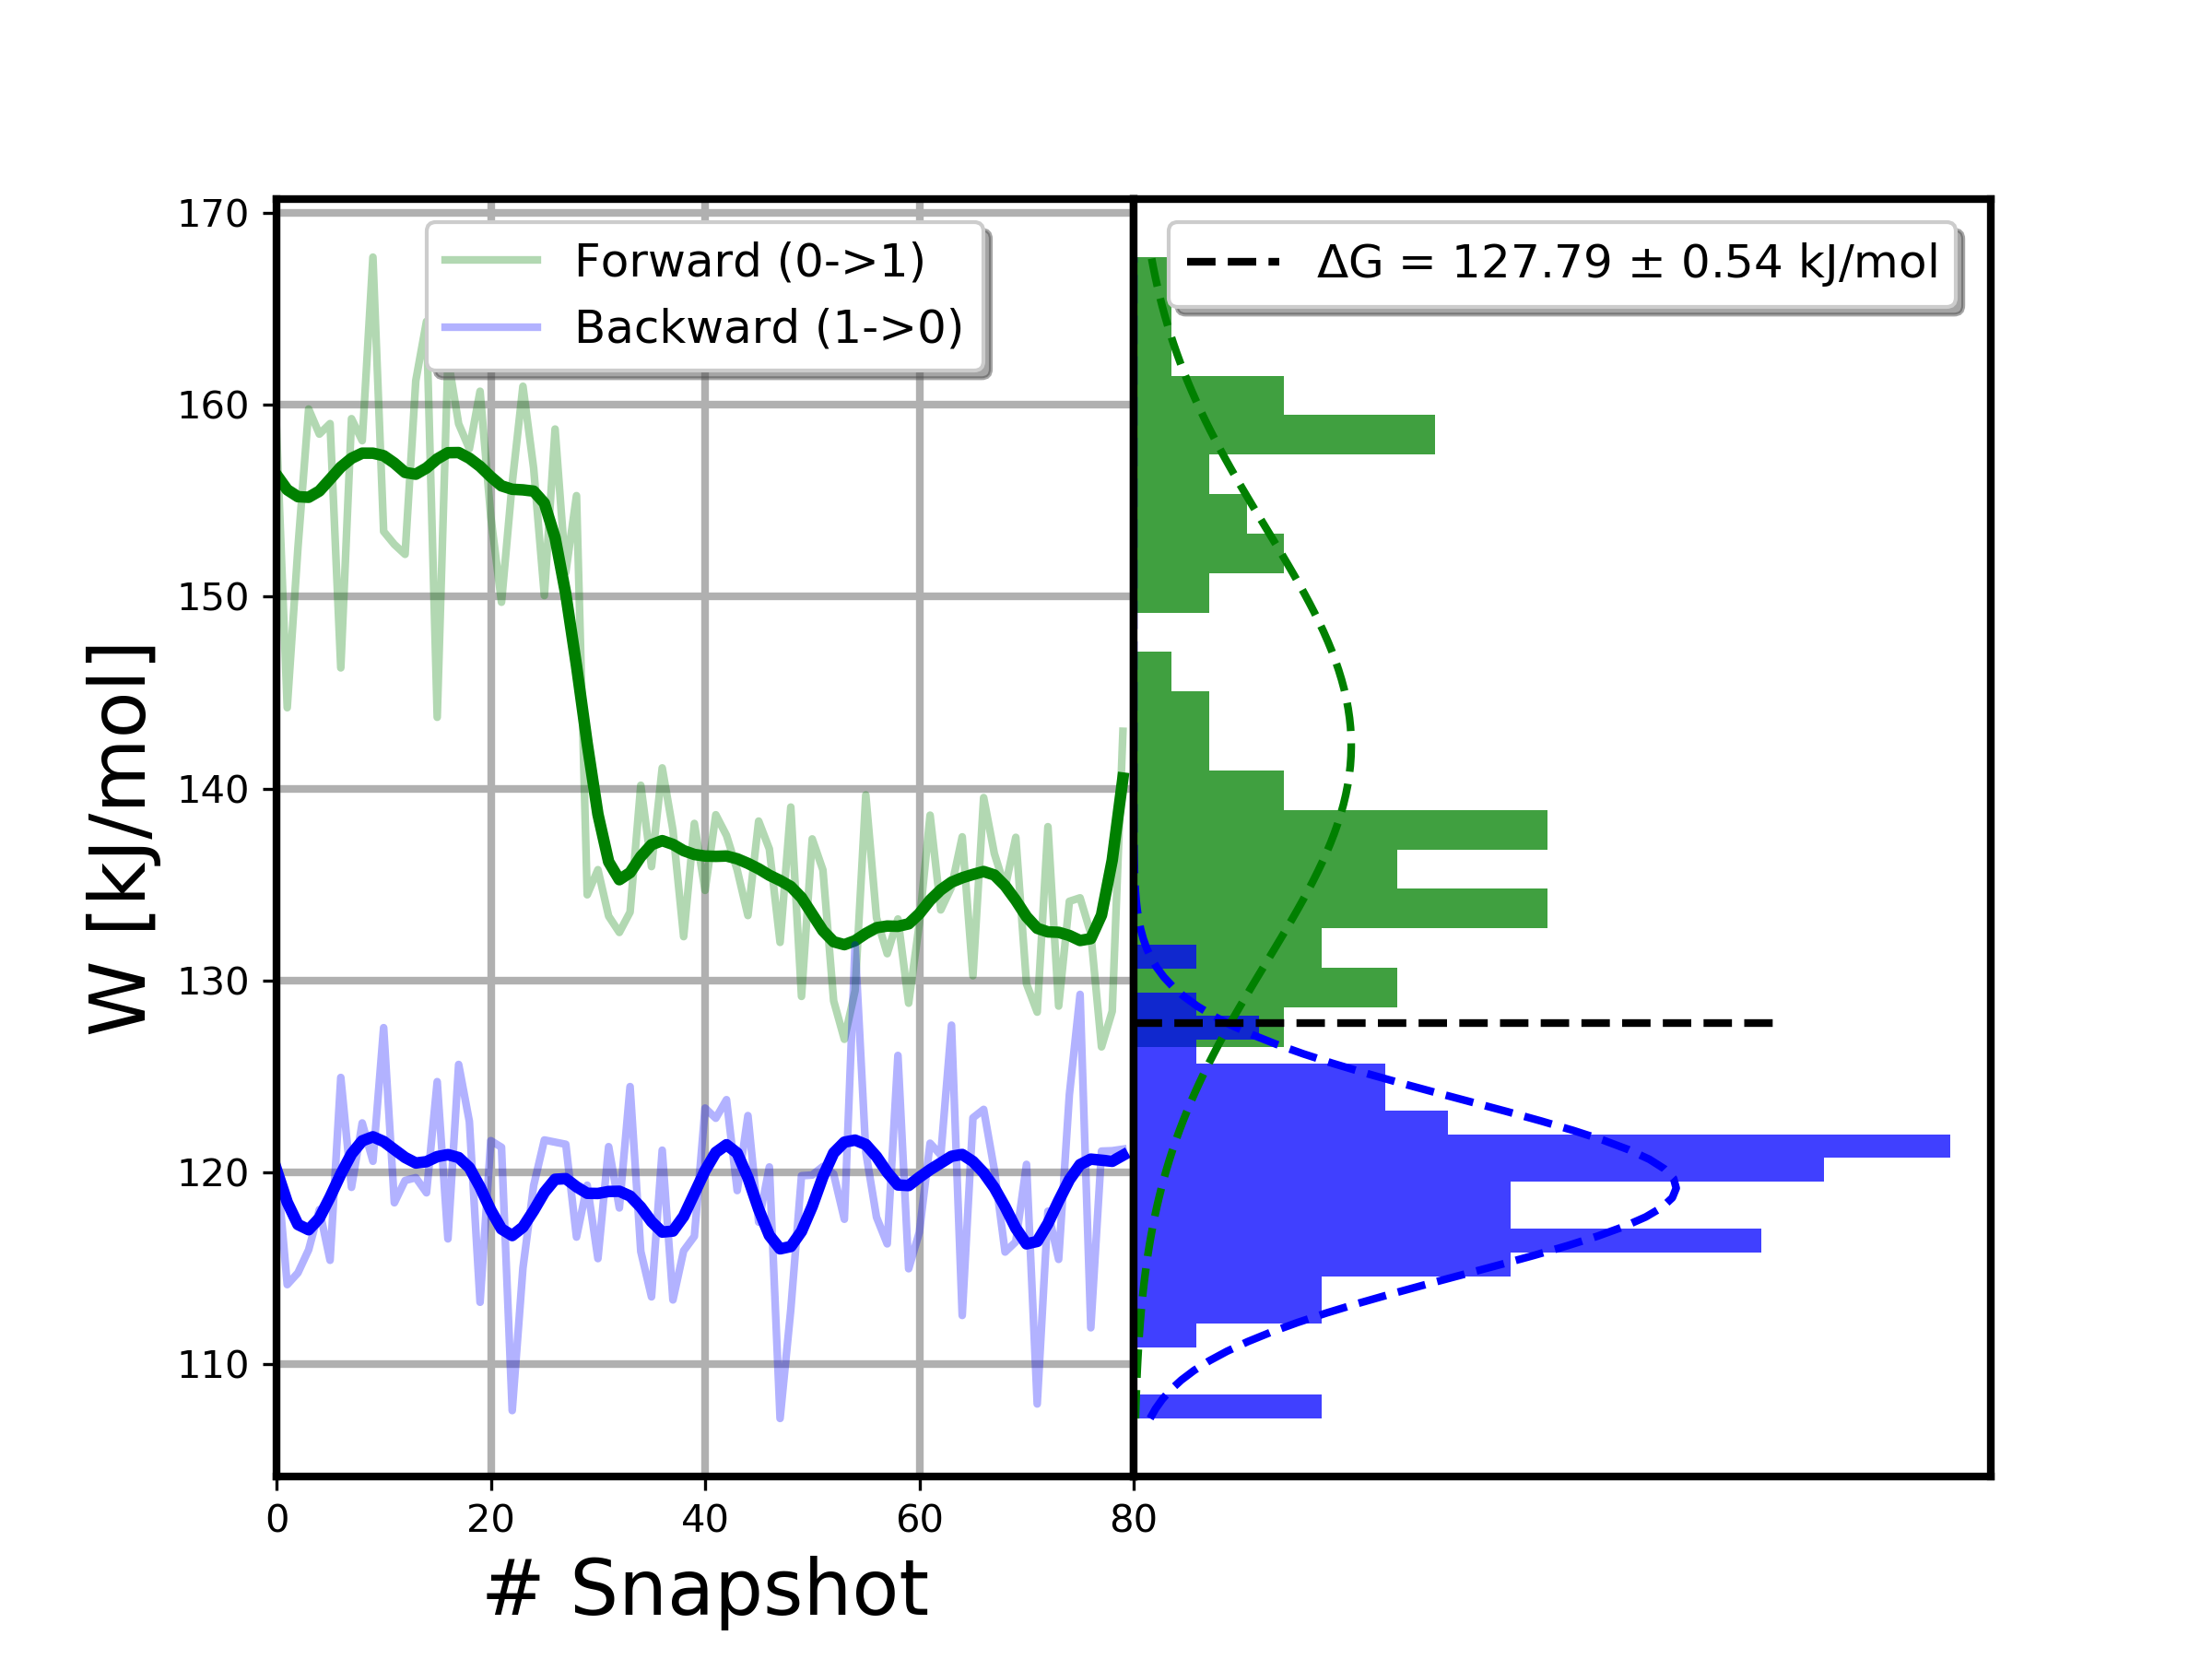 170
160
150
140
130
120
110
W [kJ/mol]
Forward (0->1)
Backward (1->0)
ΔG = 127.79 ± 0.54 kJ/mol
0 20 40 60 80
# Snapshot